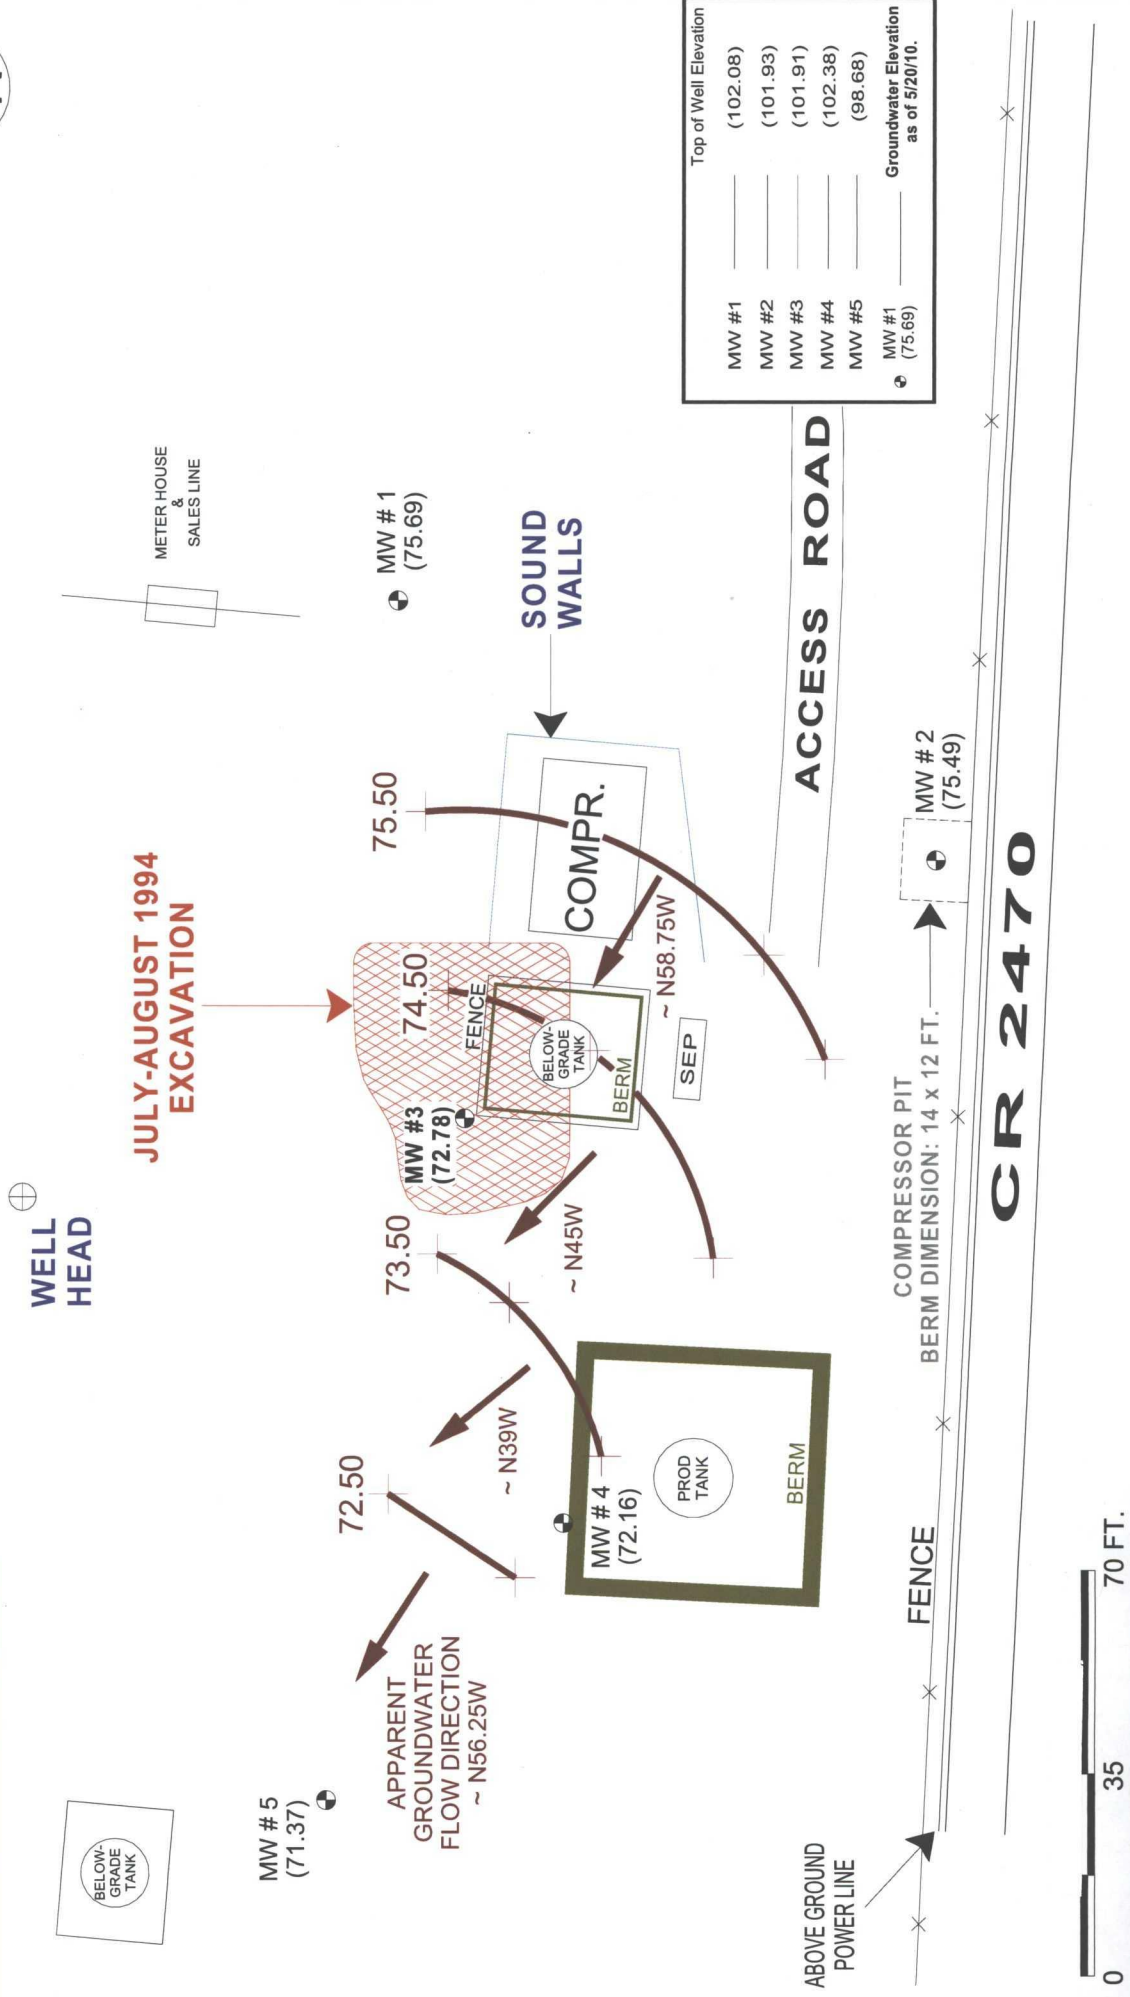 WELL
HEAD
METER HOUSE
&
SALES LINE
JULY-AUGUST 1994
EXCAVATION
BELOW-
GRADE
TANK
MW # 5
(71.37)
72.50
73.50
MW #3
(72.78)
74.50
75.50
MW # 1
(75.69)
FENCE
BELOW-
GRADE
TANK
BERM
COMPR.
SOUND
WALLS
APPARENT
GROUNDWATER
FLOW DIRECTION
~ N56.25W
~ N39W
~ N45W
~ N58.75W
SEP
MW # 4
(72.16)
PROD
TANK
BERM
ACCESS ROAD
Top of Well Elevation
MW #1 (102.08)
MW #2 (101.93)
MW #3 (101.91)
MW #4 (102.38)
MW #5 (98.68)
MW #1
(75.69)
Groundwater Elevation
as of 5/20/10.
COMPRESSOR PIT
BERM DIMENSION: 14 x 12 FT.
MW # 2
(75.49)
ABOVE GROUND
POWER LINE
FENCE
CR 2470
0 35 70 FT.